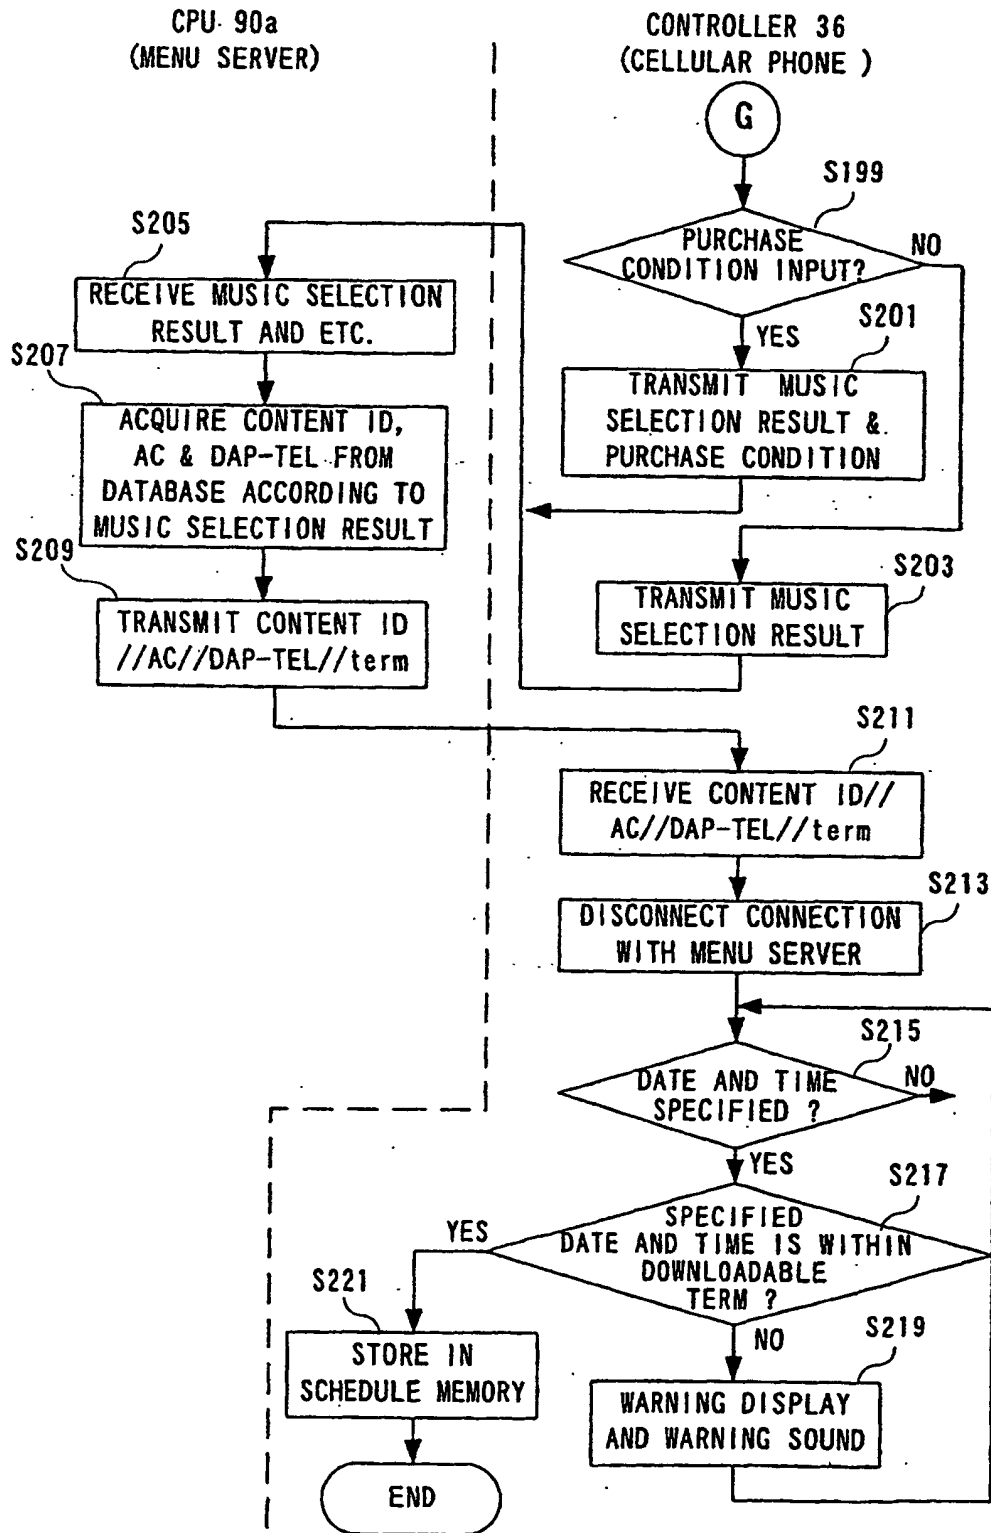 CPU 90a
(MENU SERVER)
CONTROLLER 36
(CELLULAR PHONE )
G
S199
PURCHASE
CONDITION INPUT?
NO
YES
S201
TRANSMIT MUSIC
SELECTION RESULT &
PURCHASE CONDITION
S203
TRANSMIT MUSIC
SELECTION RESULT
S205
RECEIVE MUSIC SELECTION
RESULT AND ETC.
S207
ACQUIRE CONTENT ID,
AC & DAP-TEL FROM
DATABASE ACCORDING TO
MUSIC SELECTION RESULT
S209
TRANSMIT CONTENT ID
//AC//DAP-TEL//term
S211
RECEIVE CONTENT ID//
AC//DAP-TEL//term
S213
DISCONNECT CONNECTION
WITH MENU SERVER
S215
DATE AND TIME
SPECIFIED ?
NO
YES
S217
SPECIFIED
DATE AND TIME IS WITHIN
DOWNLOADABLE
TERM ?
YES
NO
S219
WARNING DISPLAY
AND WARNING SOUND
S221
STORE IN
SCHEDULE MEMORY
END